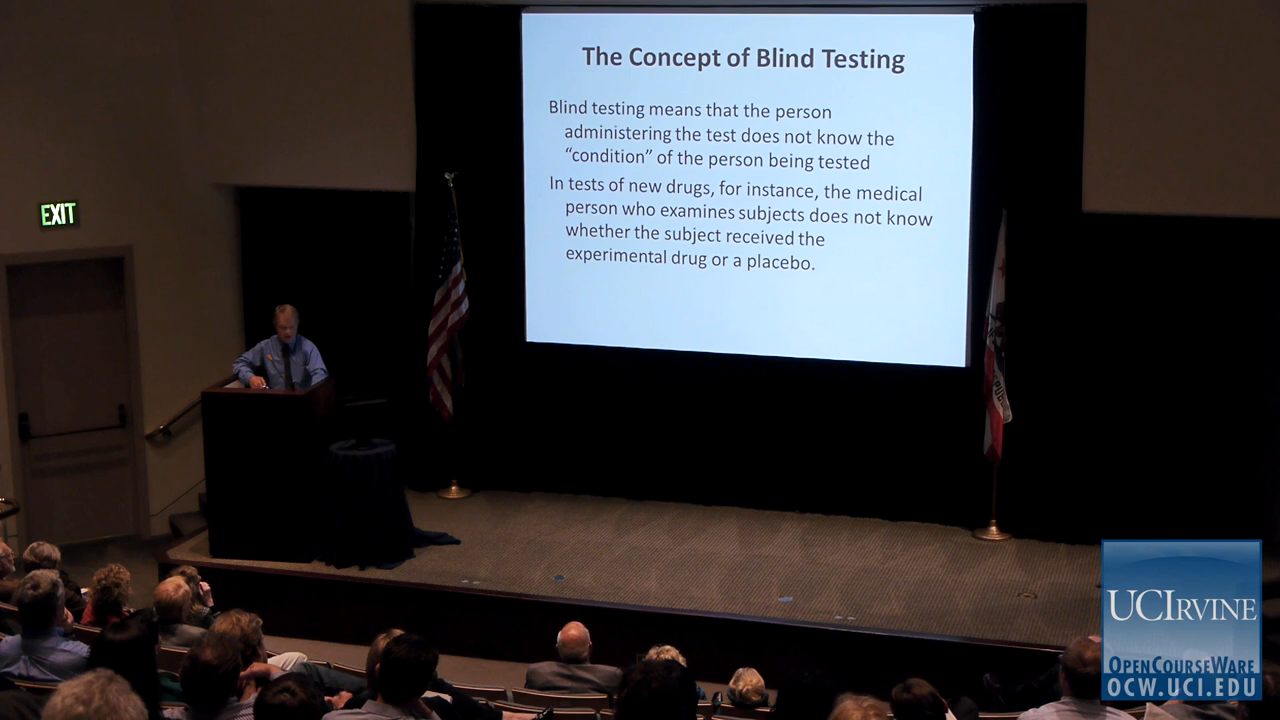 The Concept of Blind Testing
Blind testing means that the person
administering the test does not know the
“condition” of the person being tested
In tests of new drugs, for instance, the medical
person who examines subjects does not know
whether the subject received the
experimental drug or a placebo.
EXIT
UCIRVINE
OPENCOURSEWARE
OCW.UCI.EDU